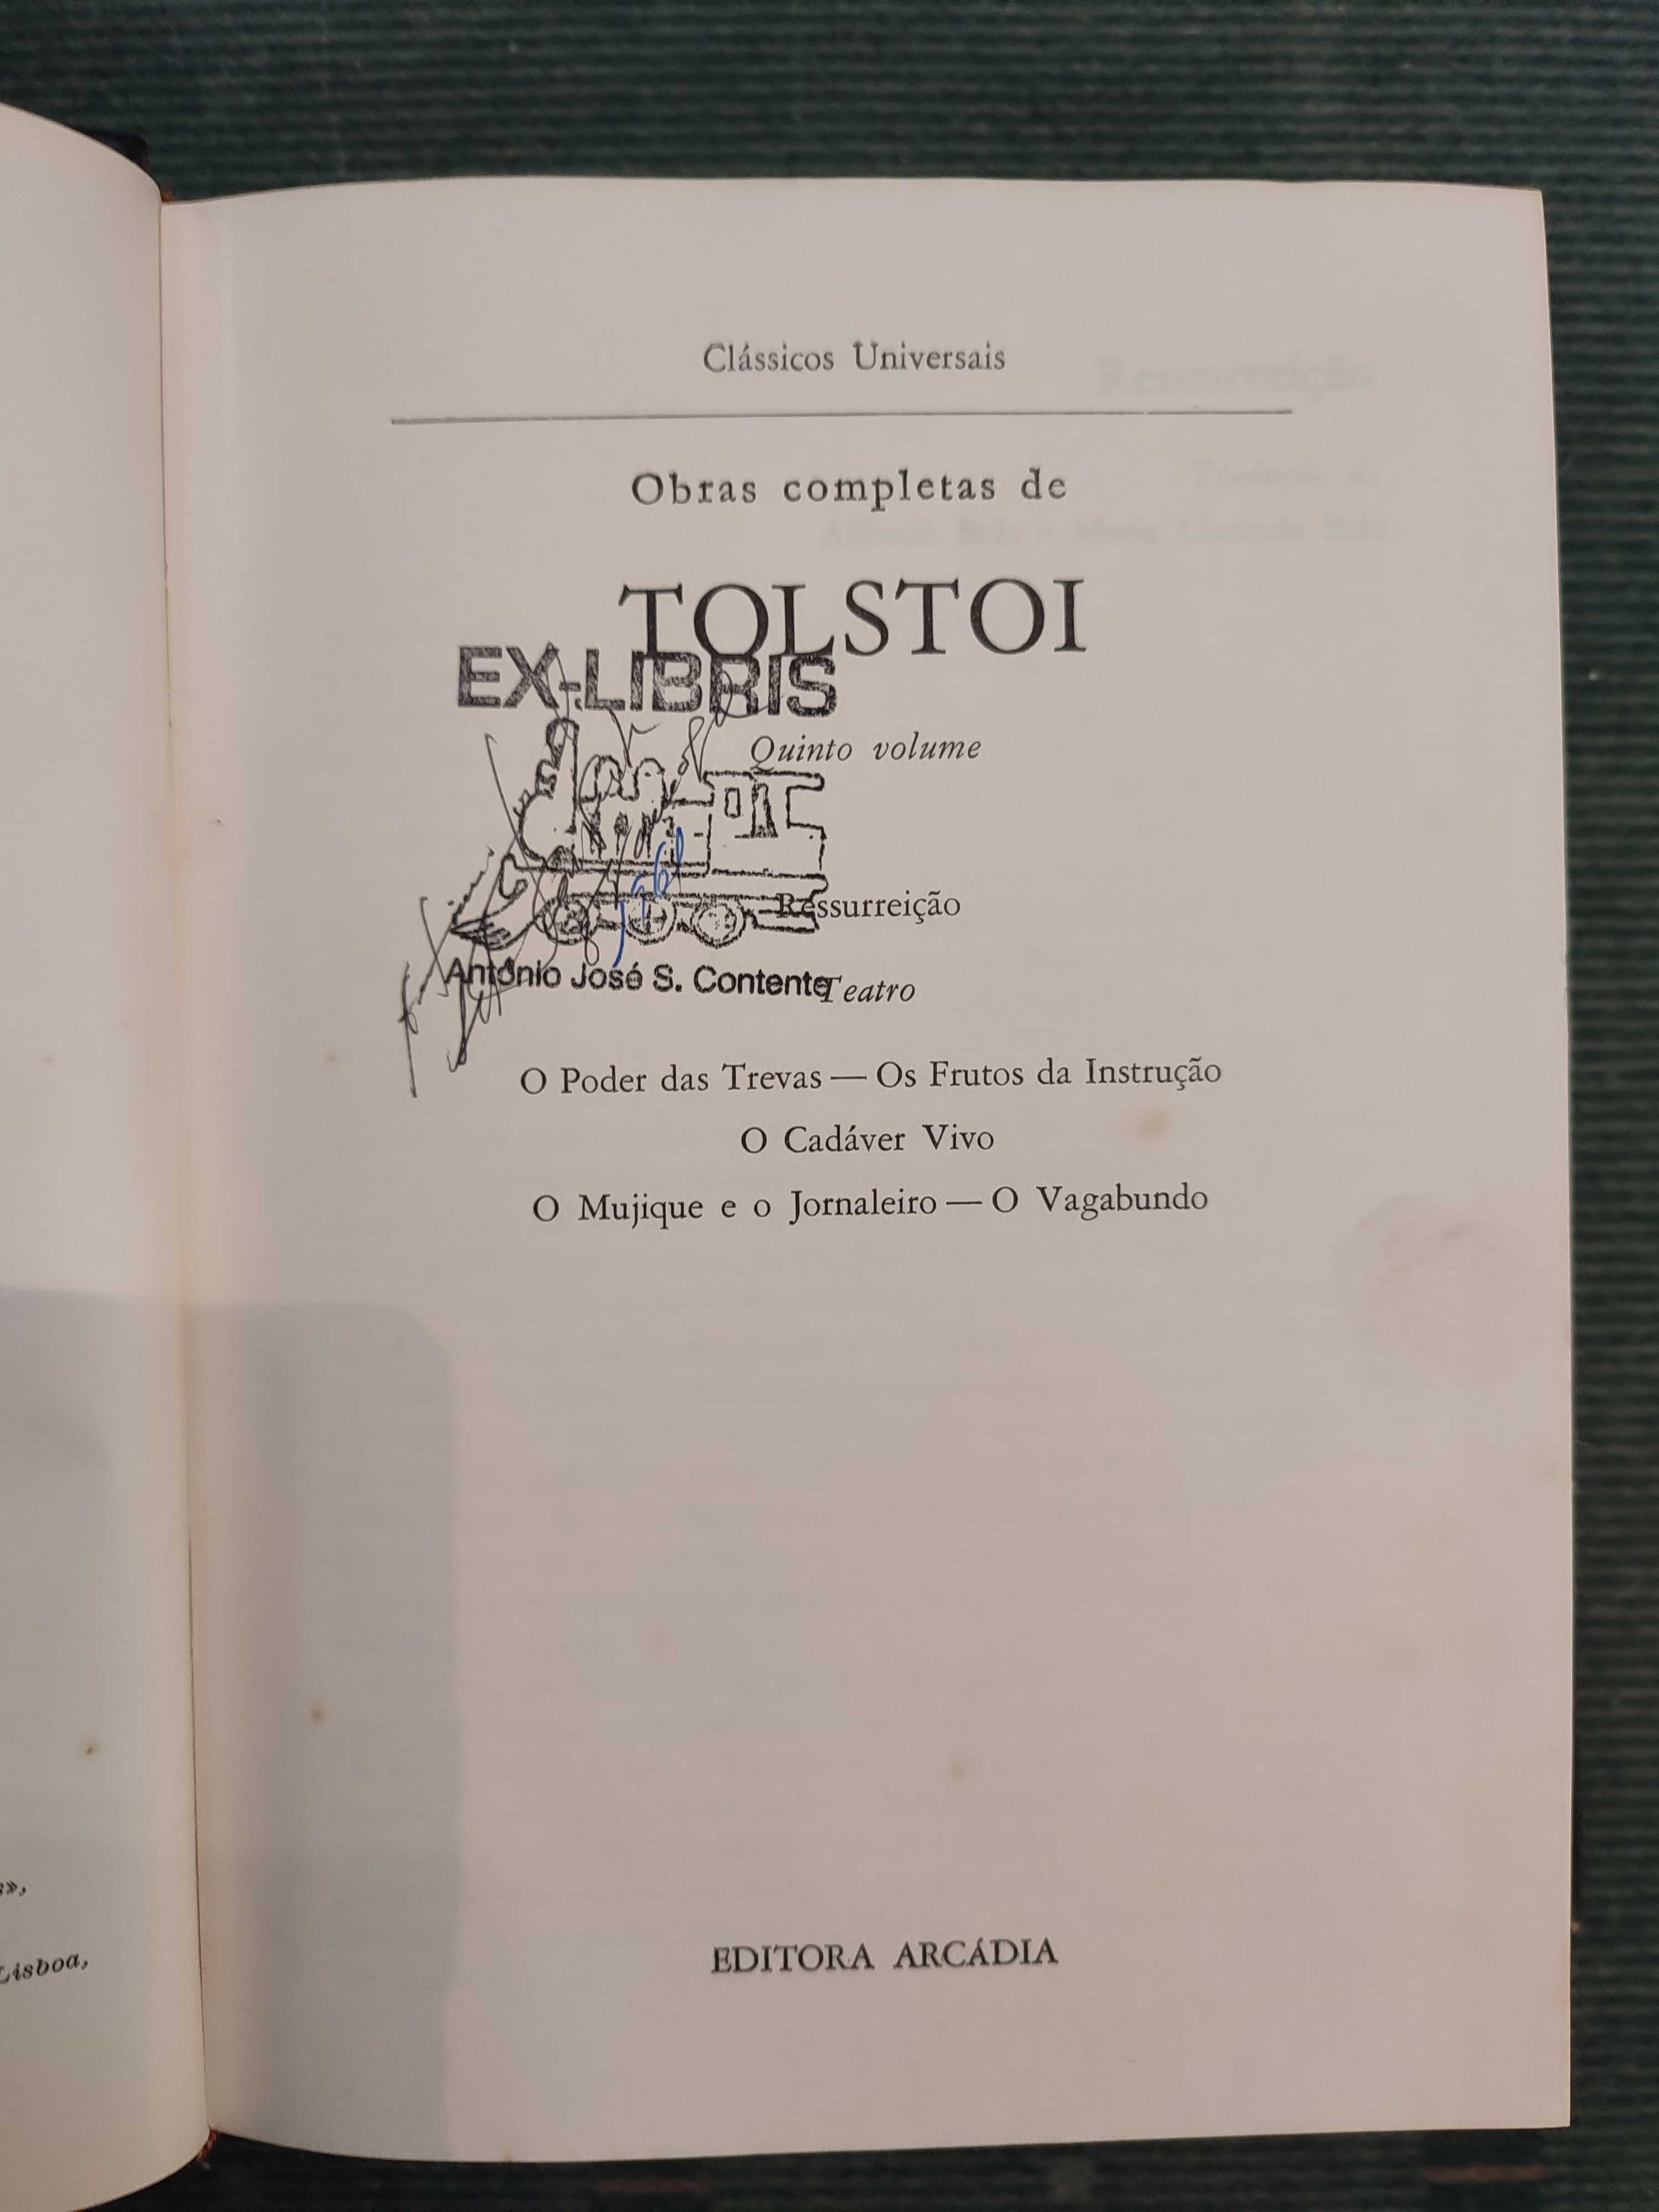 Clássicos Universais
Obras completas de
TOLSTOI
EX-LIBRIS
Quinto volume
Ressurreição
António José S. Contente
Teatro
O Poder das Trevas — Os Frutos da Instrução
O Cadáver Vivo
O Mujique e o Jornaleiro — O Vagabundo
EDITORA ARCÁDIA
Lisboa,